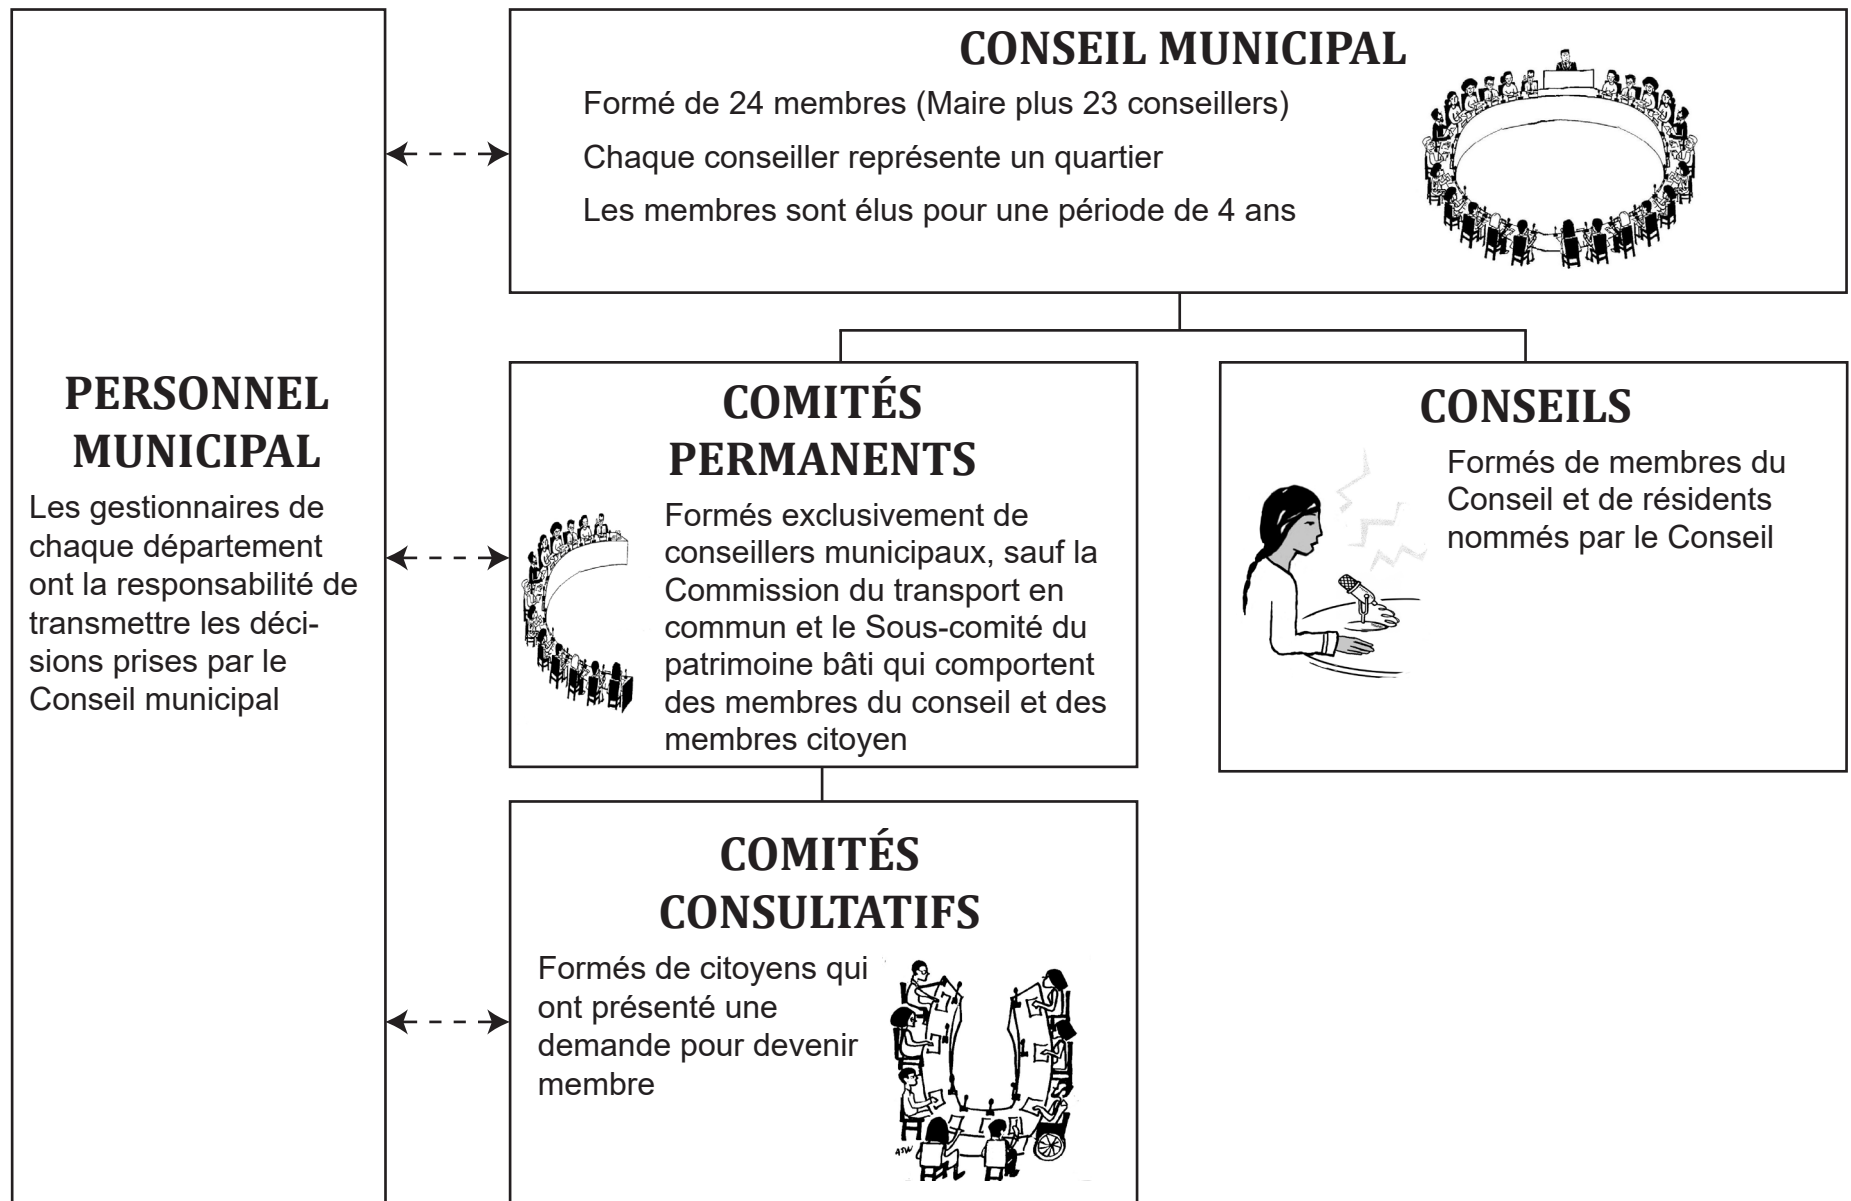 CONSEIL MUNICIPAL
Formé de 24 membres (Maire plus 23 conseillers)
Chaque conseiller représente un quartier
Les membres sont élus pour une période de 4 ans
PERSONNEL
MUNICIPAL
Les gestionnaires de
chaque département
ont la responsabilité de
transmettre les déci-
sions prises par le
Conseil municipal
COMITÉS
PERMANENTS
Formés exclusivement de
conseillers municipaux, sauf la
Commission du transport en
commun et le Sous-comité du
patrimoine bâti qui comportent
des membres du conseil et des
membres citoyen
CONSEILS
Formés de membres du
Conseil et de résidents
nommés par le Conseil
COMITÉS
CONSULTATIFS
Formés de citoyens qui
ont présenté une
demande pour devenir
membre